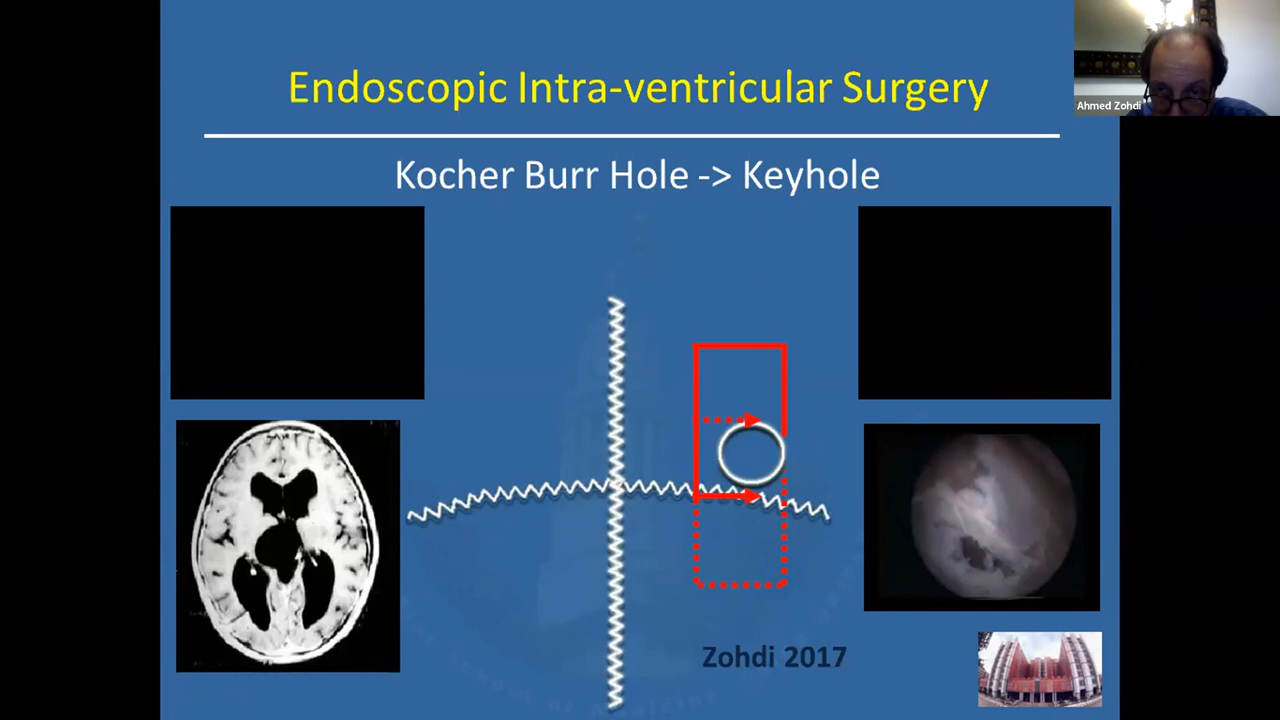 Endoscopic Intra-ventricular Surgery
Ahmed Zohdi
Kocher Burr Hole -> Keyhole
Zohdi 2017